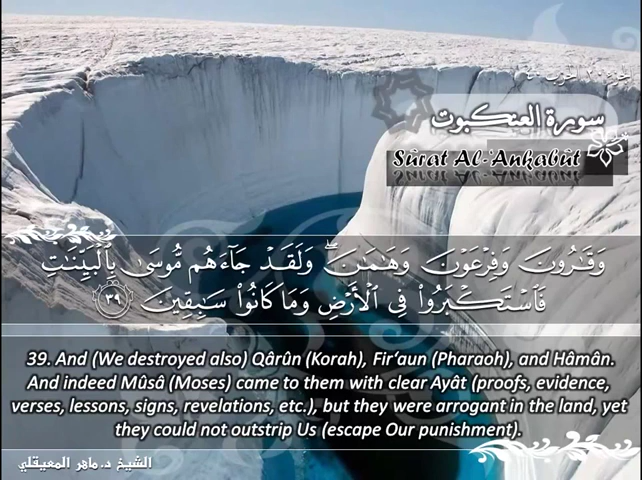 سورة العنكبوت
Sûrat Al-'Ankabût
وَقَٰرُونَ وَفِرْعَوْنَ وَهَٰمَٰنَ ۖ وَلَقَدْ جَآءَهُم مُّوسَىٰ بِٱلْبَيِّنَٰتِ
فَٱسْتَكْبَرُوا۟ فِى ٱلْأَرْضِ وَمَا كَانُوا۟ سَٰبِقِينَ ٣٩
39. And (We destroyed also) Qârûn (Korah), Fir‘aun (Pharaoh), and Hâmân.
And indeed Mûsâ (Moses) came to them with clear Ayât (proofs, evidence,
verses, lessons, signs, revelations, etc.), but they were arrogant in the land, yet
they could not outstrip Us (escape Our punishment).
الشيخ د. ماهر المعيقلي